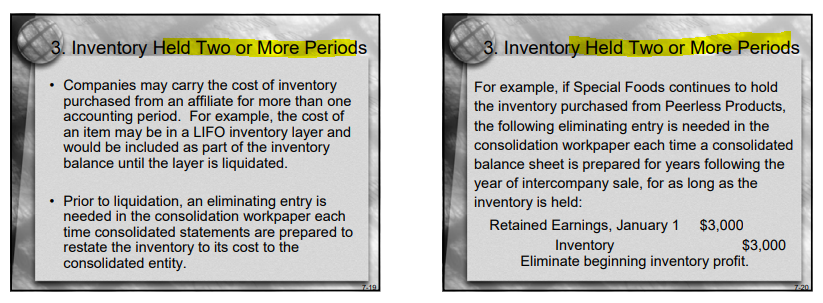 3. Inventory Held Two or More Periods
• Companies may carry the cost of inventory
purchased from an affiliate for more than one
accounting period. For example, the cost of
an item may be in a LIFO inventory layer and
would be included as part of the inventory
balance until the layer is liquidated.
• Prior to liquidation, an eliminating entry is
needed in the consolidation workpaper each
time consolidated statements are prepared to
restate the inventory to its cost to the
consolidated entity.
7-19
3. Inventory Held Two or More Periods
For example, if Special Foods continues to hold
the inventory purchased from Peerless Products,
the following eliminating entry is needed in the
consolidation workpaper each time a consolidated
balance sheet is prepared for years following the
year of intercompany sale, for as long as the
inventory is held:
Retained Earnings, January 1 $3,000
Inventory $3,000
Eliminate beginning inventory profit.
7-20